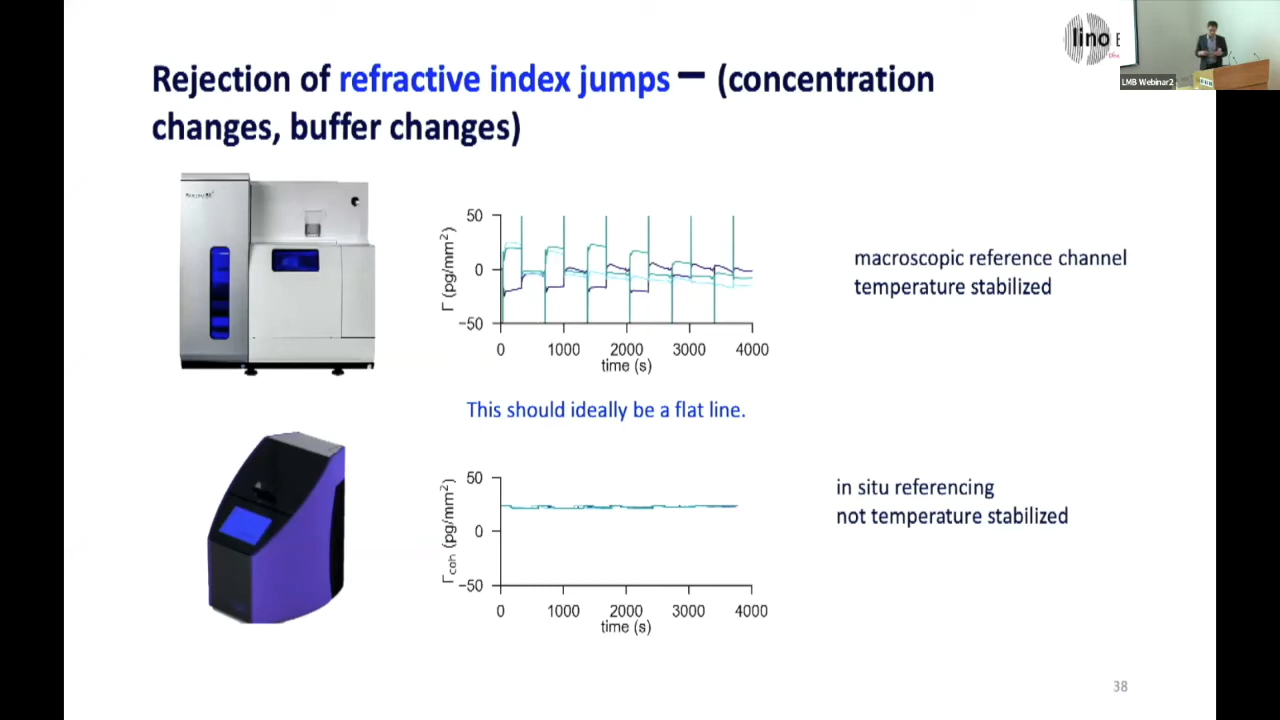 Rejection of refractive index jumps – (concentration
changes, buffer changes)
lino
LMB Webinar2
50
0
−50
Γ (pg/mm²)
0 1000 2000 3000 4000
time (s)
macroscopic reference channel
temperature stabilized
This should ideally be a flat line.
50
0
−50
Γcoh (pg/mm²)
0 1000 2000 3000 4000
time (s)
in situ referencing
not temperature stabilized
38